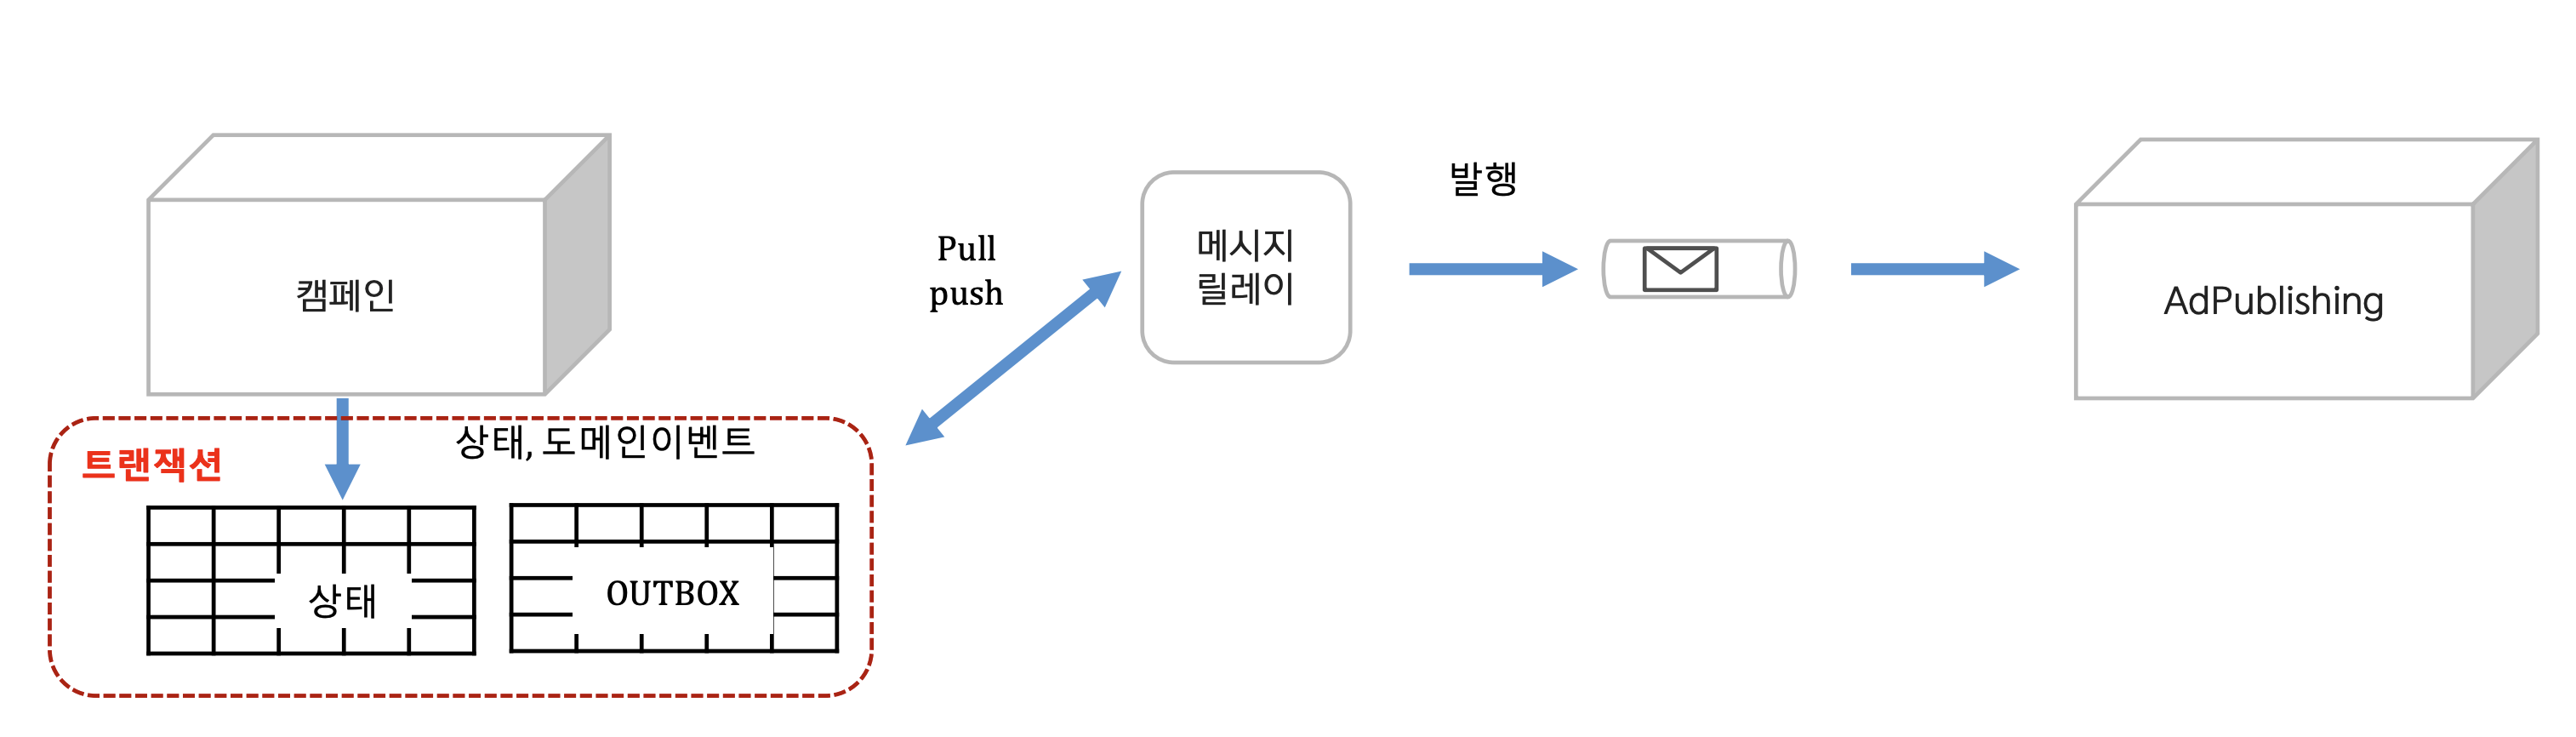 캠페인
트랜잭션
상태, 도메인이벤트
상태
OUTBOX
Pull
push
메시지
릴레이
발행
AdPublishing